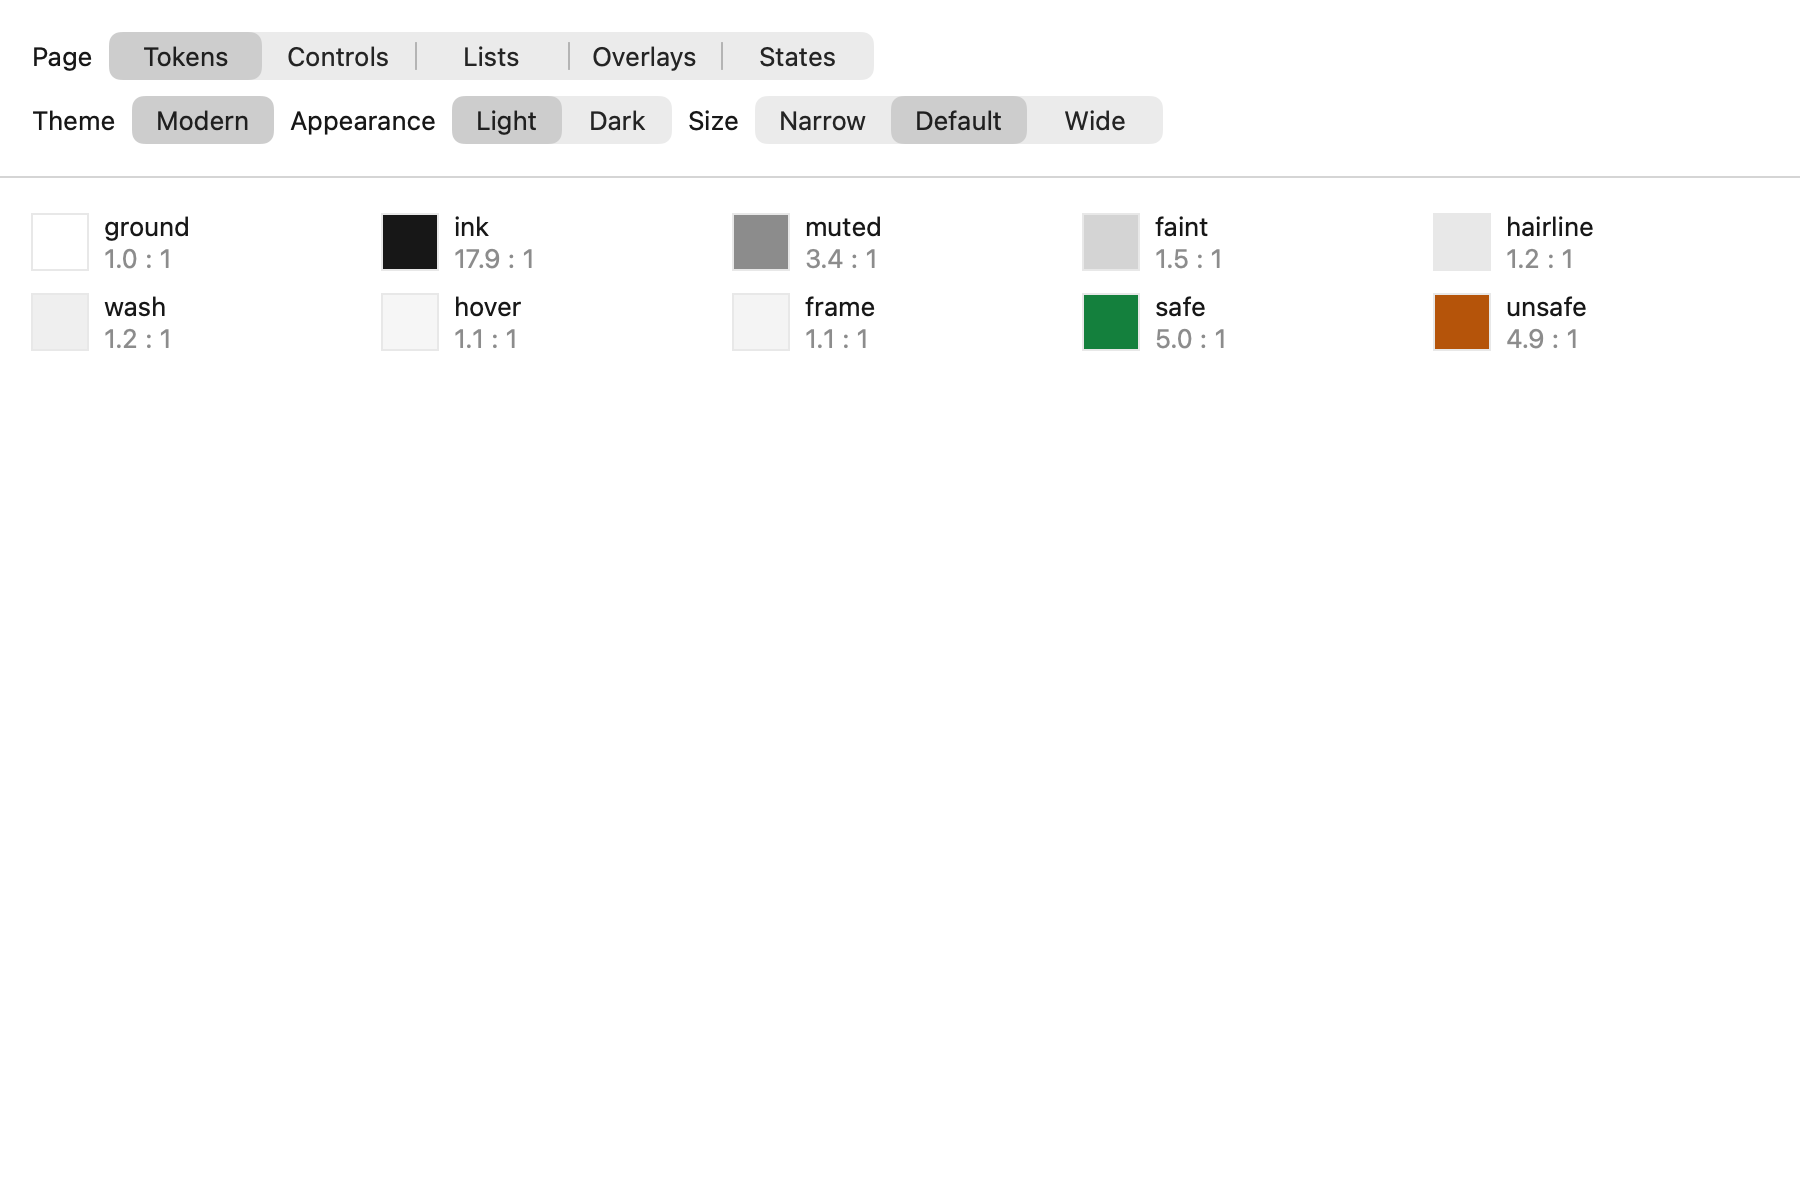 Page Tokens Controls Lists Overlays States
Theme Modern Appearance Light Dark Size Narrow Default Wide
ground ink muted faint hairline
1.0 : 1 17.9 : 1 3.4 : 1 1.5 : 1 1.2 : 1
wash hover frame safe unsafe
1.2 : 1 1.1 : 1 1.1 : 1 5.0 : 1 4.9 : 1